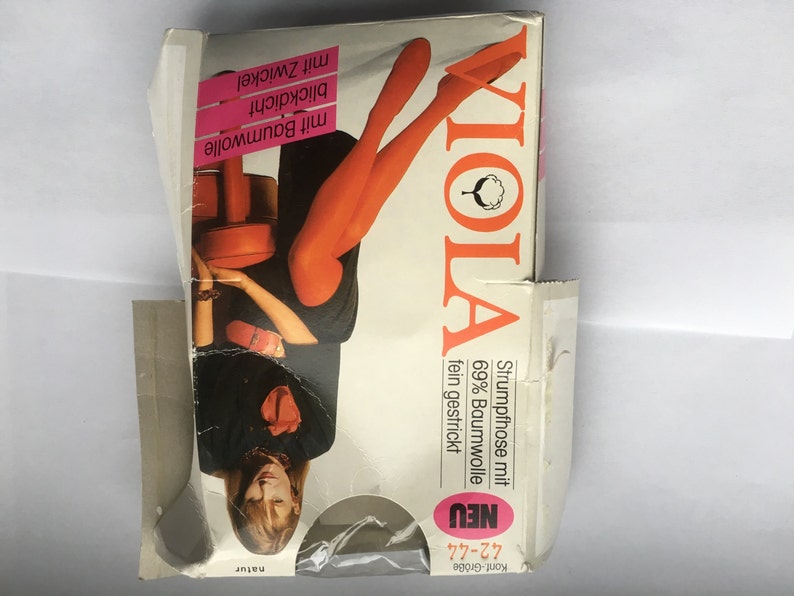 VIOLA
Strumpfhose mit
69% Baumwolle
fein gestrickt
NEU
Konf.-Größe
42-44
mit Baumwolle
blickdicht
mit Zwickel
natur